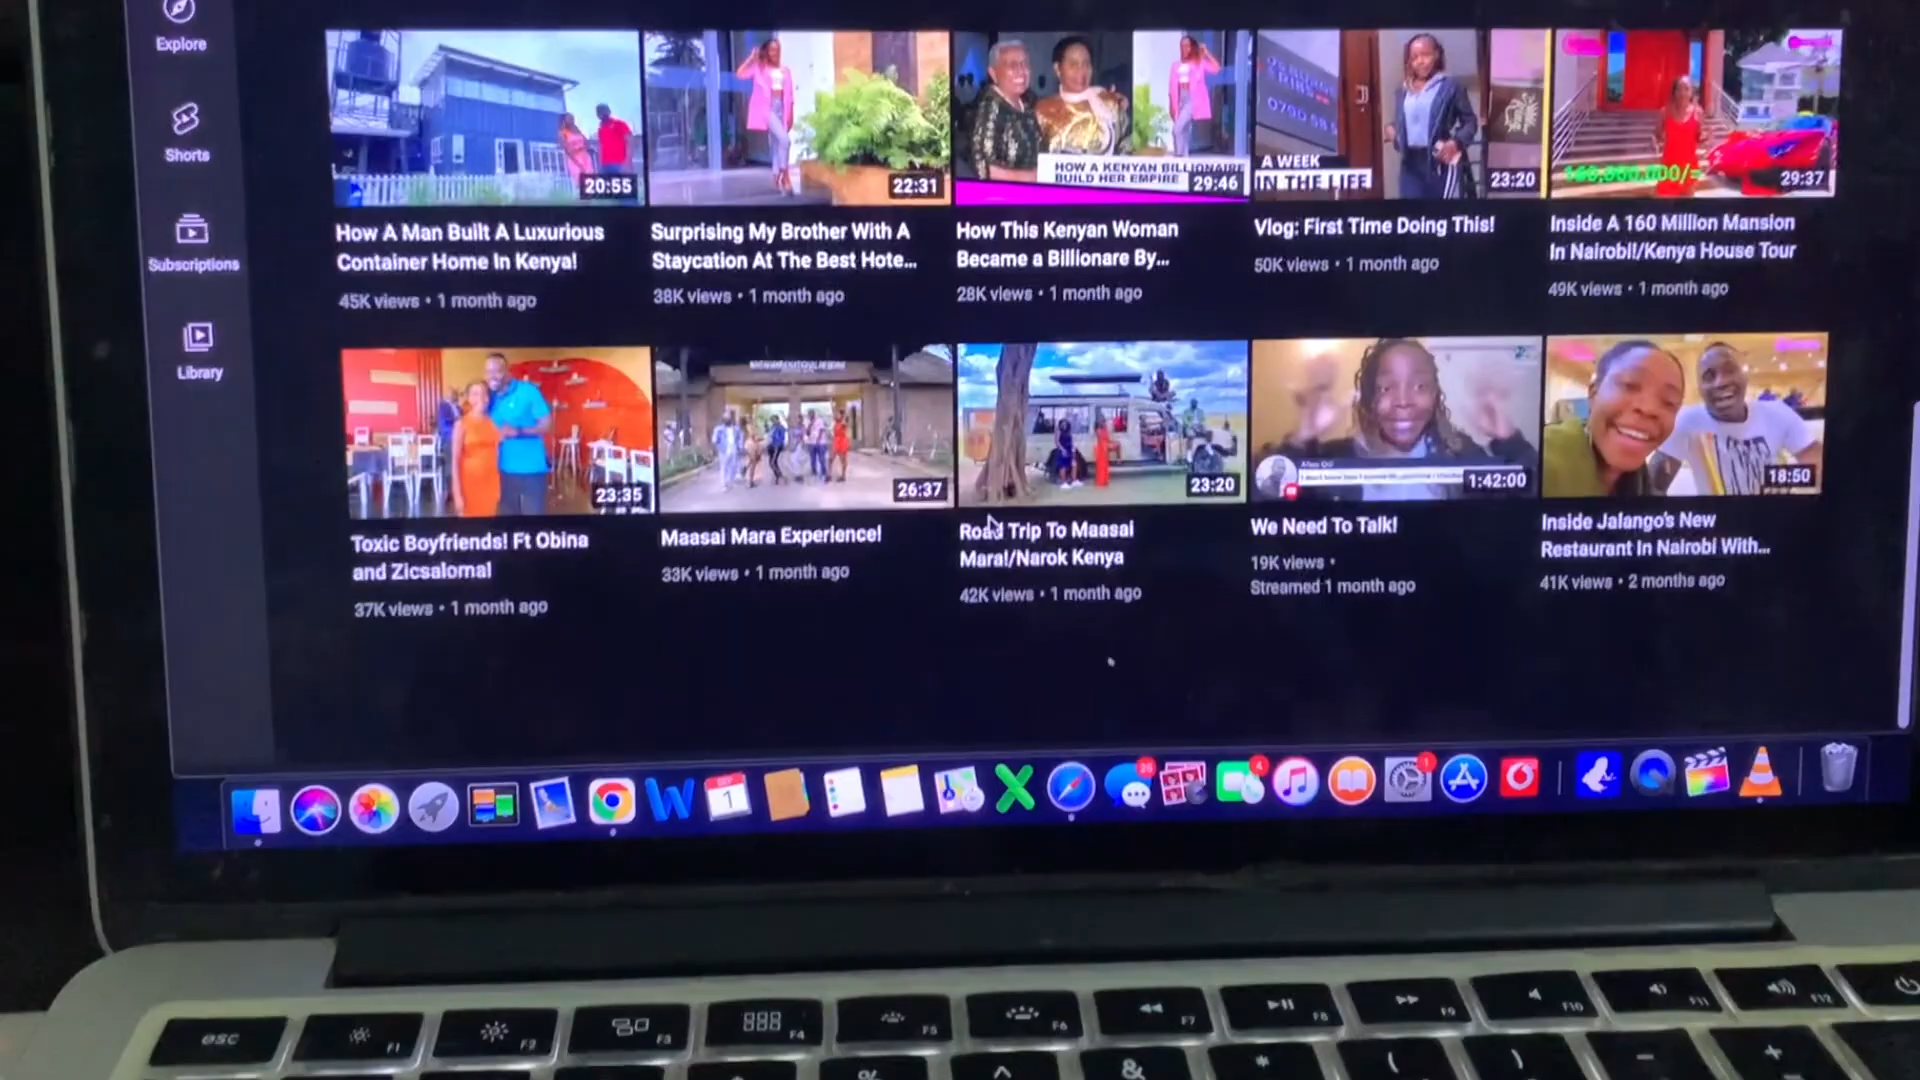 Explore
Shorts
Subscriptions
Library
20:55
How A Man Built A Luxurious
Container Home In Kenya!
45K views • 1 month ago
22:31
Surprising My Brother With A
Staycation At The Best Hote...
38K views • 1 month ago
HOW A KENYAN BILLIONAIRE
BUILD HER EMPIRE
29:46
How This Kenyan Woman
Became a Billionare By...
28K views • 1 month ago
A WEEK
IN THE LIFE
23:20
Vlog: First Time Doing This!
50K views • 1 month ago
160,000,000/=
29:37
Inside A 160 Million Mansion
In Nairobi!/Kenya House Tour
49K views • 1 month ago
23:35
Toxic Boyfriends! Ft Obina
and Zicsaloma!
37K views • 1 month ago
26:37
Maasai Mara Experience!
33K views • 1 month ago
23:20
Road Trip To Maasai
Mara!/Narok Kenya
42K views • 1 month ago
1:42:00
We Need To Talk!
19K views •
Streamed 1 month ago
18:50
Inside Jalango's New
Restaurant In Nairobi With...
41K views • 2 months ago
W
1
X
4
1
esc
F1
F2
F3
F4
F5
F6
F7
F8
F9
F10
F11
F12
^
&
*
(
)
–
+